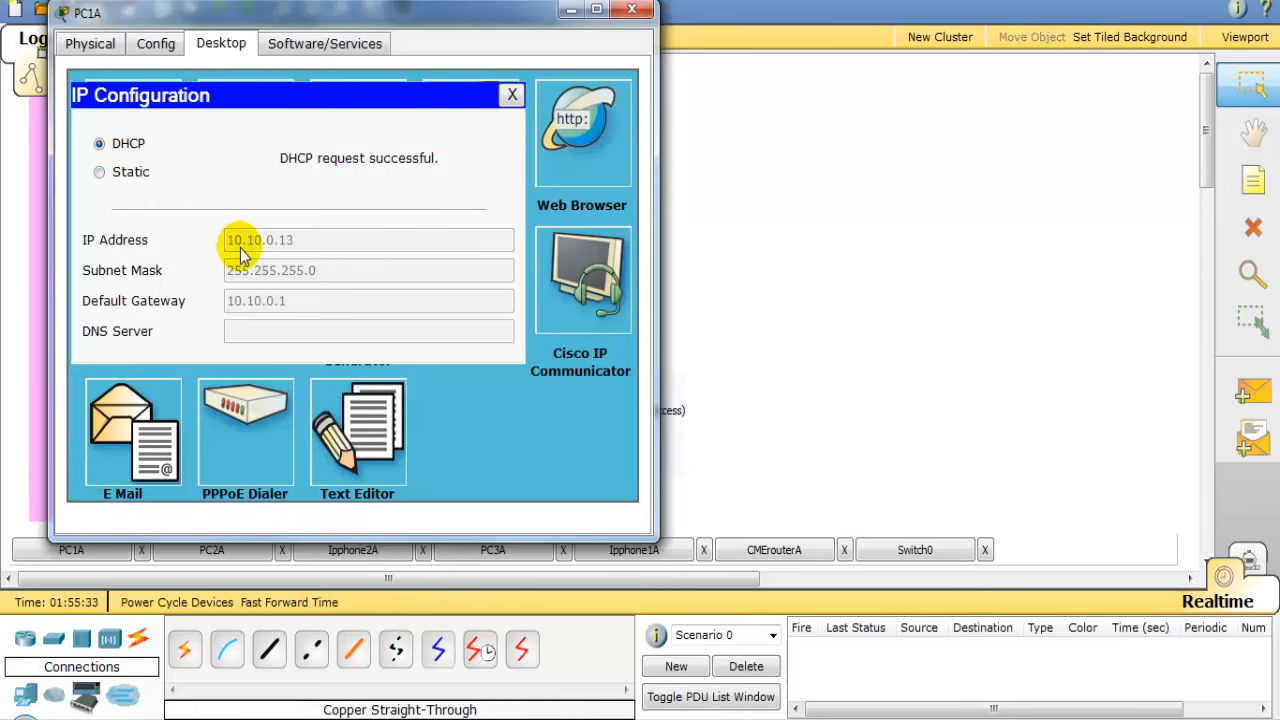 PC1A
Log
New Cluster
Move Object
Set Tiled Background
Viewport
Physical
Config
Desktop
Software/Services
IP Configuration
X
http:
DHCP
Static
DHCP request successful.
Web Browser
IP Address
10.10.0.13
Subnet Mask
255.255.255.0
Default Gateway
10.10.0.1
DNS Server
Cisco IP
Communicator
E Mail
PPPoE Dialer
Text Editor
cess)
PC1A X PC2A X Ipphone2A X PC3A X Ipphone1A X CMErouterA X Switch0 X
Time: 01:55:33
Power Cycle Devices Fast Forward Time
Realtime
Connections
Copper Straight-Through
Scenario 0
New
Delete
Toggle PDU List Window
Fire Last Status Source Destination Type Color Time (sec) Periodic Num